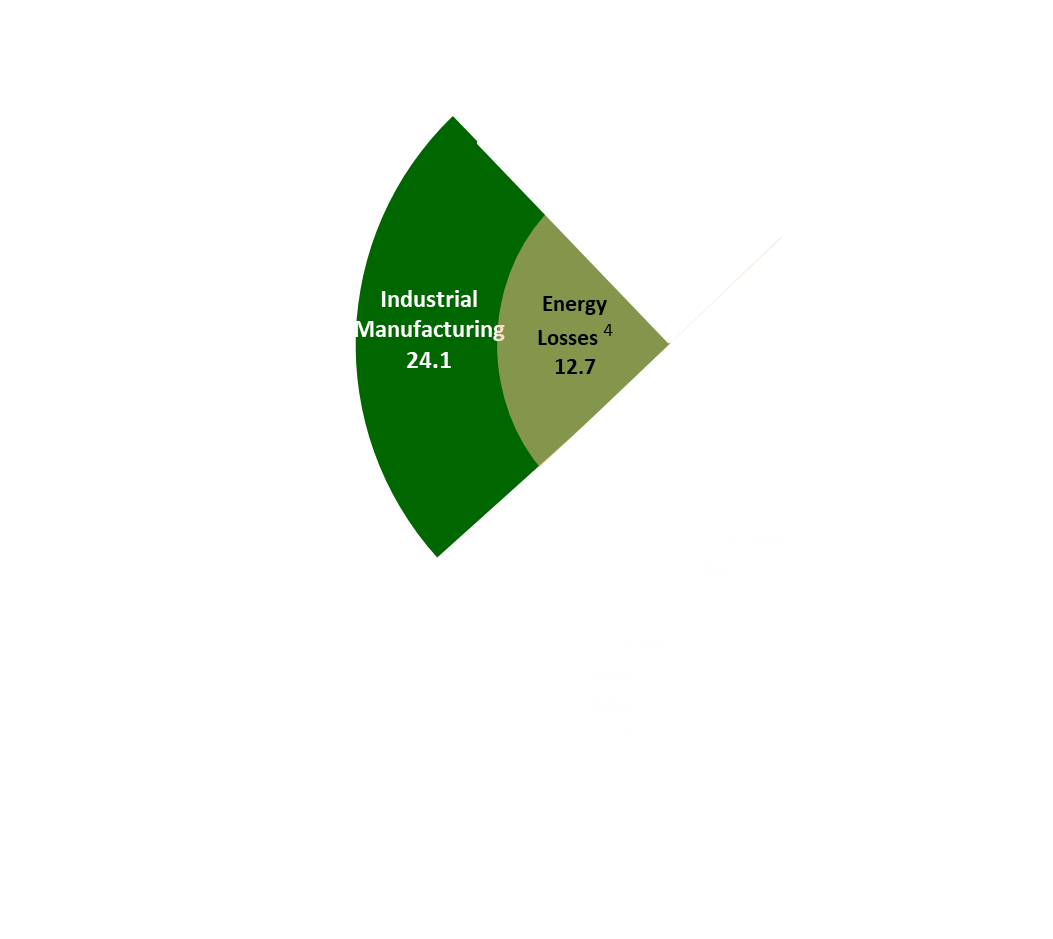 Industrial
Manufacturing
24.1
Energy
Losses 4
12.7